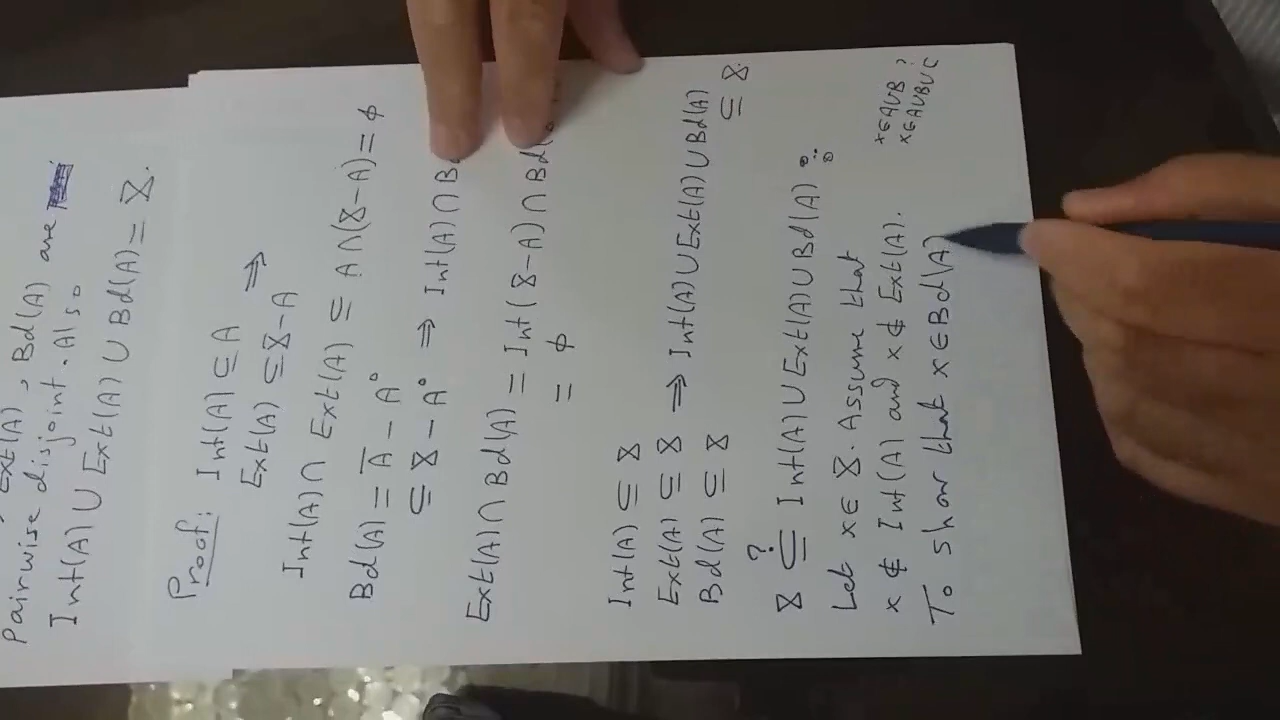 , Ext(A)
Pairwise disjoint. Also, Bd(A) are
Int(A) ∪ Ext(A) ∪ Bd(A) = X.
Proof: Int(A) ⊆ A
Ext(A) ⊆ X-A ⇒
Int(A) ∩ Ext(A) ⊆ A ∩ (X-A) = ϕ
Bd(A) = A̅ - A°
⊆ X - A° ⇒ Int(A) ∩
Ext(A) ∩ Bd(A) = Int(X-A) ∩
= ϕ
Int(A) ⊆ X
Ext(A) ⊆ X ⇒ Int(A) ∪ Ext(A) ∪ Bd(A)
Bd(A) ⊆ X
⊆ X.
X ⊆? Int(A) ∪ Ext(A) ∪ Bd(A) :
Let x ∈ X. Assume that
x ∉ Int(A) and x ∉ Ext(A).
To show that x ∈ Bd(A)
x ∈ A∪B ;
x ∈ A∪B∪C